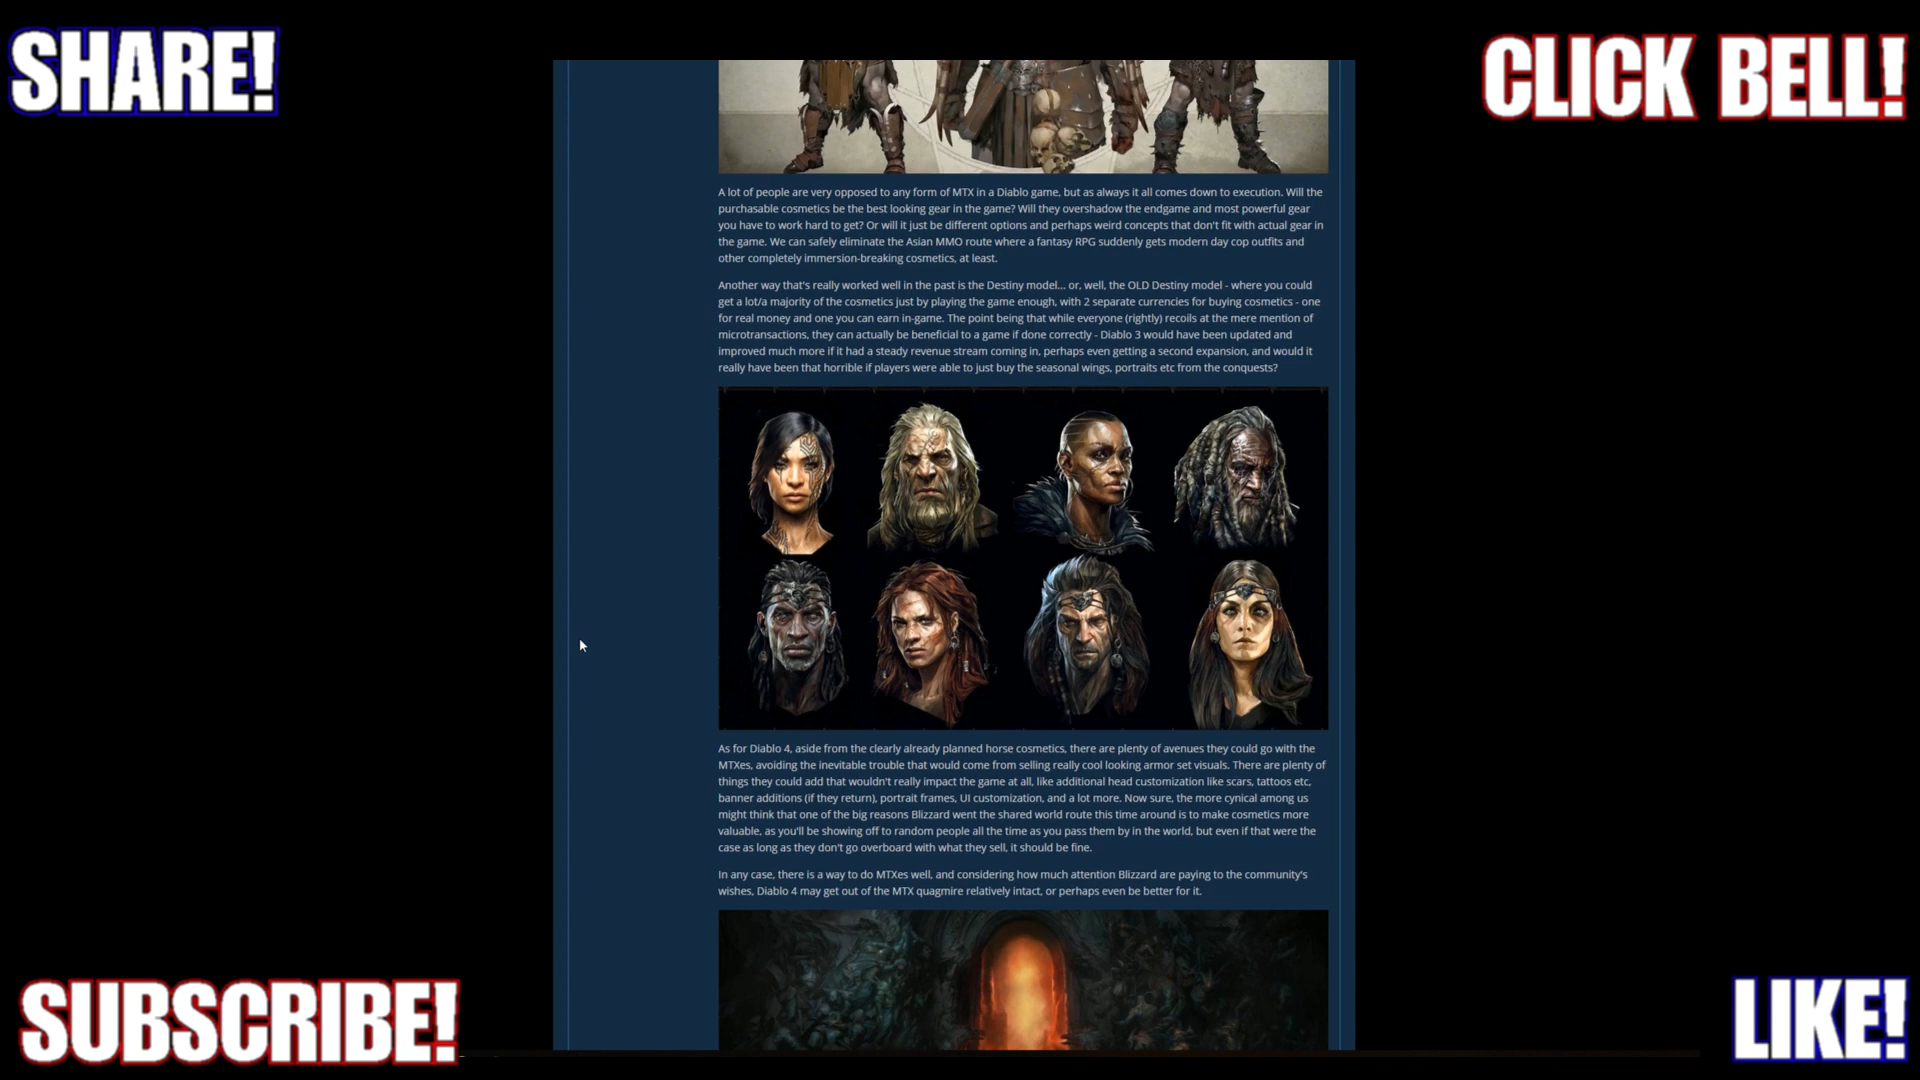 SHARE!
CLICK BELL!
A lot of people are very opposed to any form of MTX in a Diablo game, but as always it all comes down to execution. Will the
purchasable cosmetics be the best looking gear in the game? Will they overshadow the endgame and most powerful gear
you have to work hard to get? Or will it just be different options and perhaps weird concepts that don't fit with actual gear in
the game. We can safely eliminate the Asian MMO route where a fantasy RPG suddenly gets modern day cop outfits and
other completely immersion-breaking cosmetics, at least.
Another way that's really worked well in the past is the Destiny model... or, well, the OLD Destiny model - where you could
get a lot/a majority of the cosmetics just by playing the game enough, with 2 separate currencies for buying cosmetics - one
for real money and one you can earn in-game. The point being that while everyone (rightly) recoils at the mere mention of
microtransactions, they can actually be beneficial to a game if done correctly - Diablo 3 would have been updated and
improved much more if it had a steady revenue stream coming in, perhaps even getting a second expansion, and would it
really have been that horrible if players were able to just buy the seasonal wings, portraits etc from the conquests?
As for Diablo 4, aside from the clearly already planned horse cosmetics, there are plenty of avenues they could go with the
MTXes, avoiding the inevitable trouble that would come from selling really cool looking armor set visuals. There are plenty of
things they could add that wouldn't really impact the game at all, like additional head customization like scars, tattoos etc,
banner additions (if they return), portrait frames, UI customization, and a lot more. Now sure, the more cynical among us
might think that one of the big reasons Blizzard went the shared world route this time around is to make cosmetics more
valuable, as you'll be showing off to random people all the time as you pass them by in the world, but even if that were the
case as long as they don't go overboard with what they sell, it should be fine.
In any case, there is a way to do MTXes well, and considering how much attention Blizzard are paying to the community's
wishes, Diablo 4 may get out of the MTX quagmire relatively intact, or perhaps even be better for it.
SUBSCRIBE!
LIKE!